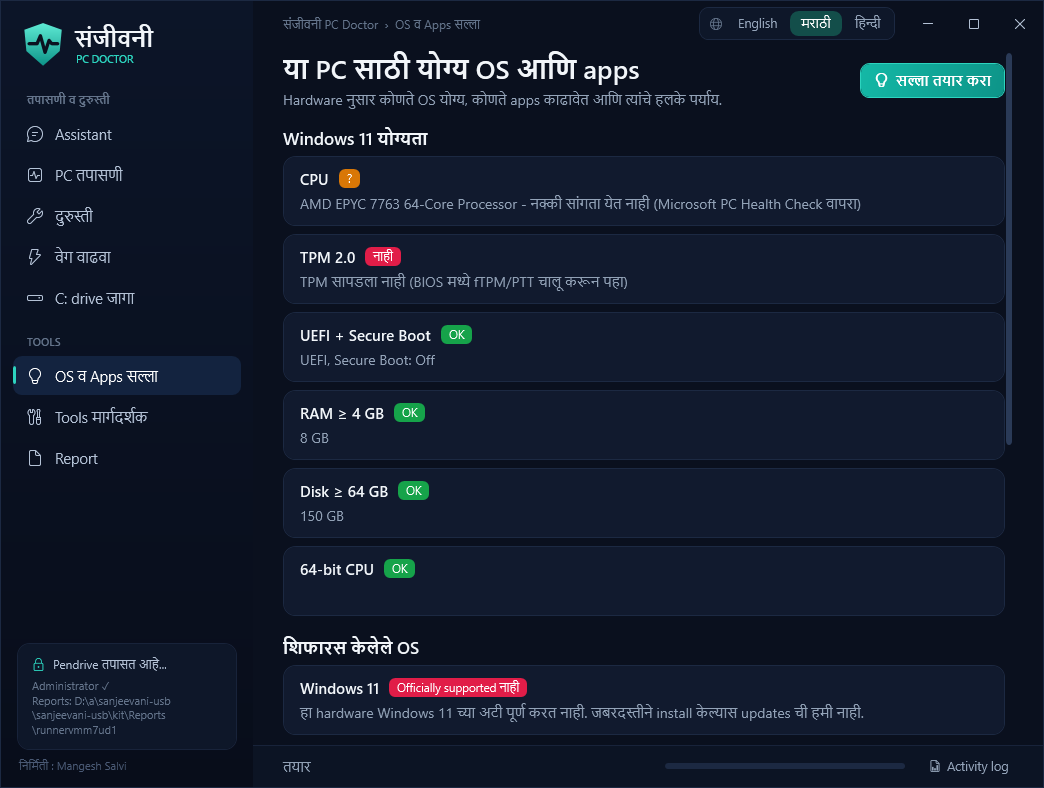 संजीवनी
PC DOCTOR
तपासणी व दुरुस्ती
Assistant
PC तपासणी
दुरुस्ती
वेग वाढवा
C: drive जागा
TOOLS
OS व Apps सल्ला
Tools मार्गदर्शक
Report
Pendrive तपासत आहे...
Administrator ✓
Reports: D:\a\sanjeevani-usb
\sanjeevani-usb\kit\Reports
\runnervmm7ud1
निर्मिती : Mangesh Salvi
संजीवनी PC Doctor › OS व Apps सल्ला
English मराठी हिन्दी
या PC साठी योग्य OS आणि apps
सल्ला तयार करा
Hardware नुसार कोणते OS योग्य, कोणते apps काढावेत आणि त्यांचे हलके पर्याय.
Windows 11 योग्यता
CPU ?
AMD EPYC 7763 64-Core Processor - नक्की सांगता येत नाही (Microsoft PC Health Check वापरा)
TPM 2.0 नाही
TPM सापडला नाही (BIOS मध्ये fTPM/PTT चालू करून पहा)
UEFI + Secure Boot OK
UEFI, Secure Boot: Off
RAM ≥ 4 GB OK
8 GB
Disk ≥ 64 GB OK
150 GB
64-bit CPU OK
शिफारस केलेले OS
Windows 11 Officially supported नाही
हा hardware Windows 11 च्या अटी पूर्ण करत नाही. जबरदस्तीने install केल्यास updates ची हमी नाही.
तयार
Activity log